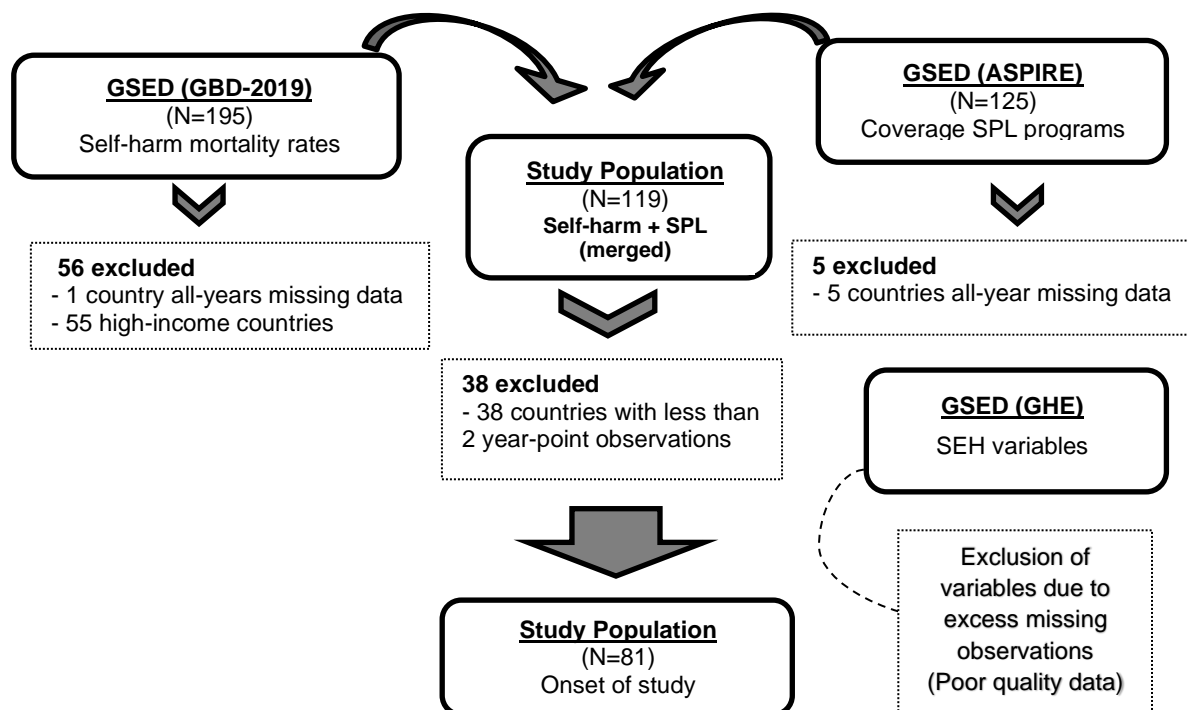 GSED (GBD-2019)
(N=195)
Self-harm mortality rates
GSED (ASPIRE)
(N=125)
Coverage SPL programs
Study Population
(N=119)
Self-harm + SPL
(merged)
56 excluded
- 1 country all-years missing data
- 55 high-income countries
5 excluded
- 5 countries all-year missing data
38 excluded
- 38 countries with less than
2 year-point observations
GSED (GHE)
SEH variables
Exclusion of
variables due to
excess missing
observations
(Poor quality data)
Study Population
(N=81)
Onset of study